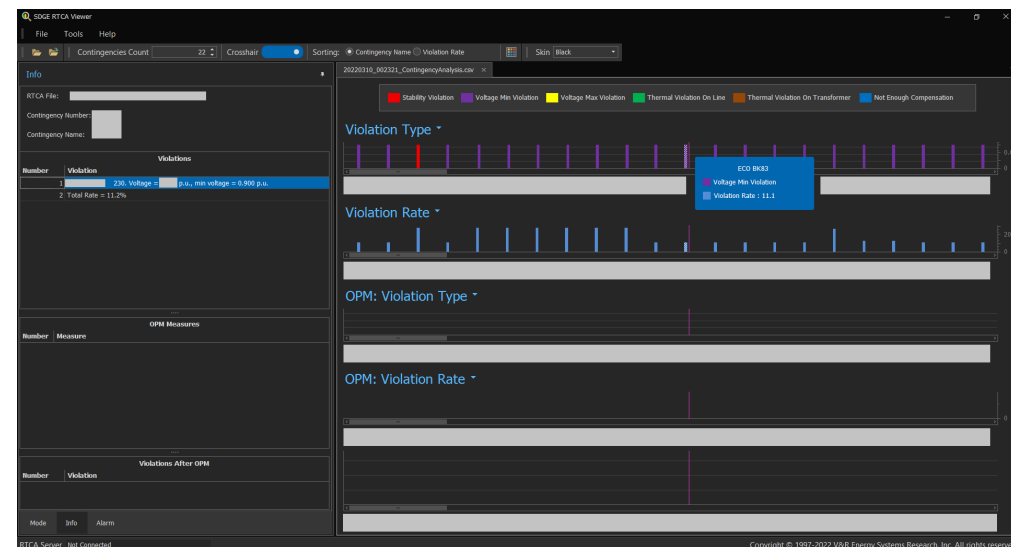 SDGE RTCA Viewer
File Tools Help
Contingencies Count 22 Crosshair Sorting: Contingency Name Violation Rate Skin Black
Info
20220310_002321_ContingencyAnalysis.csv
RTCA File:
Contingency Number:
Contingency Name:
Stability Violation Voltage Min Violation Voltage Max Violation Thermal Violation On Line Thermal Violation On Transformer Not Enough Compensation
Violation Type
Violations
Number Violation
1 230. Voltage = p.u., min voltage = 0.900 p.u.
2 Total Rate = 11.2%
0
ECO BK83
Voltage Min Violation
Violation Rate : 11.1
Violation Rate
20
0
OPM: Violation Type
OPM Measures
Number Measure
OPM: Violation Rate
0
Violations After OPM
Number Violation
Mode Info Alarm
RTCA Server Not Connected
Copyright © 1997-2022 V&R Energy Systems Research, Inc. All rights reserve